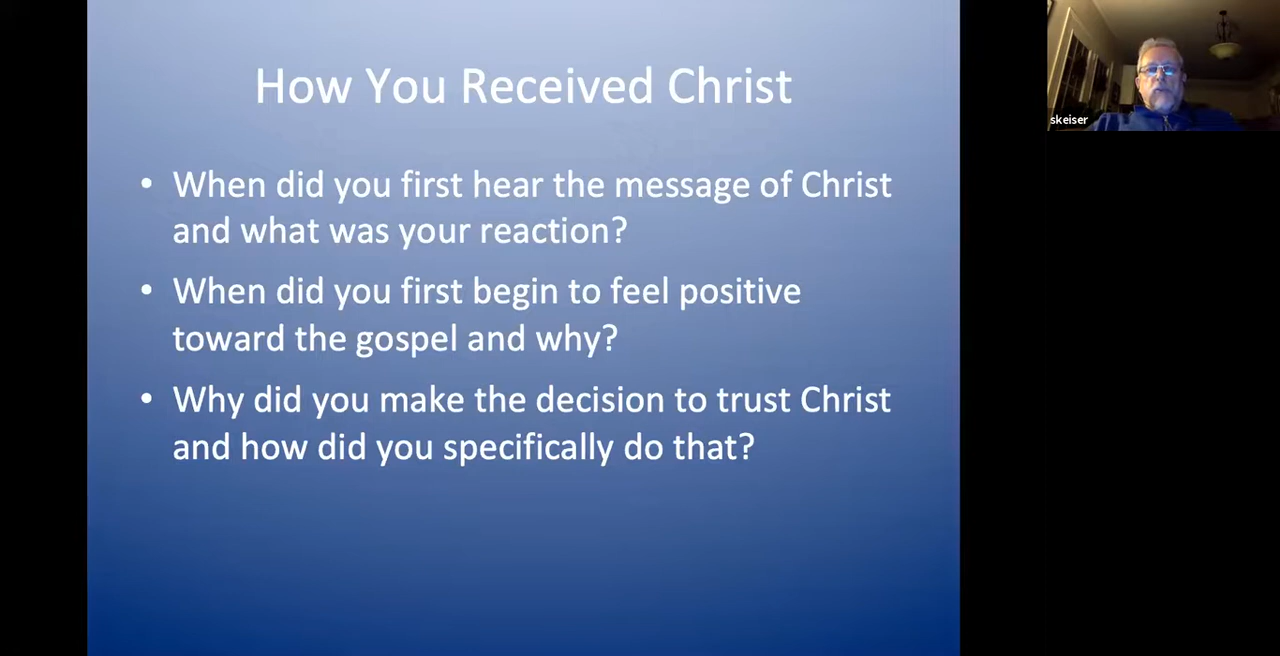 How You Received Christ
• When did you first hear the message of Christ
and what was your reaction?
• When did you first begin to feel positive
toward the gospel and why?
• Why did you make the decision to trust Christ
and how did you specifically do that?
skeiser